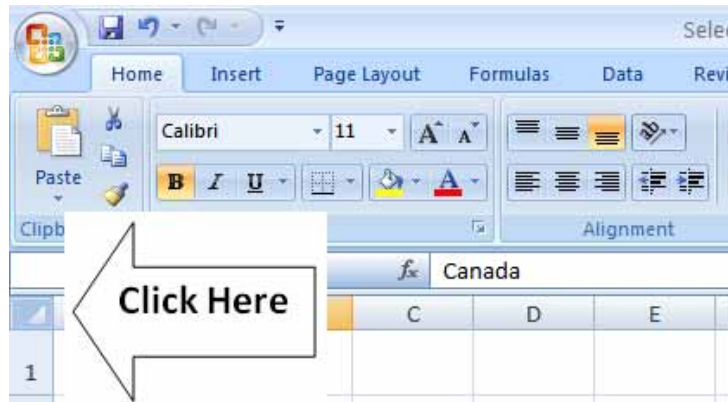 Sele
Home Insert Page Layout Formulas Data Revi
Calibri 11 A A
Paste B I U A
Clipb Alignment
fx Canada
Click Here
C D E
1